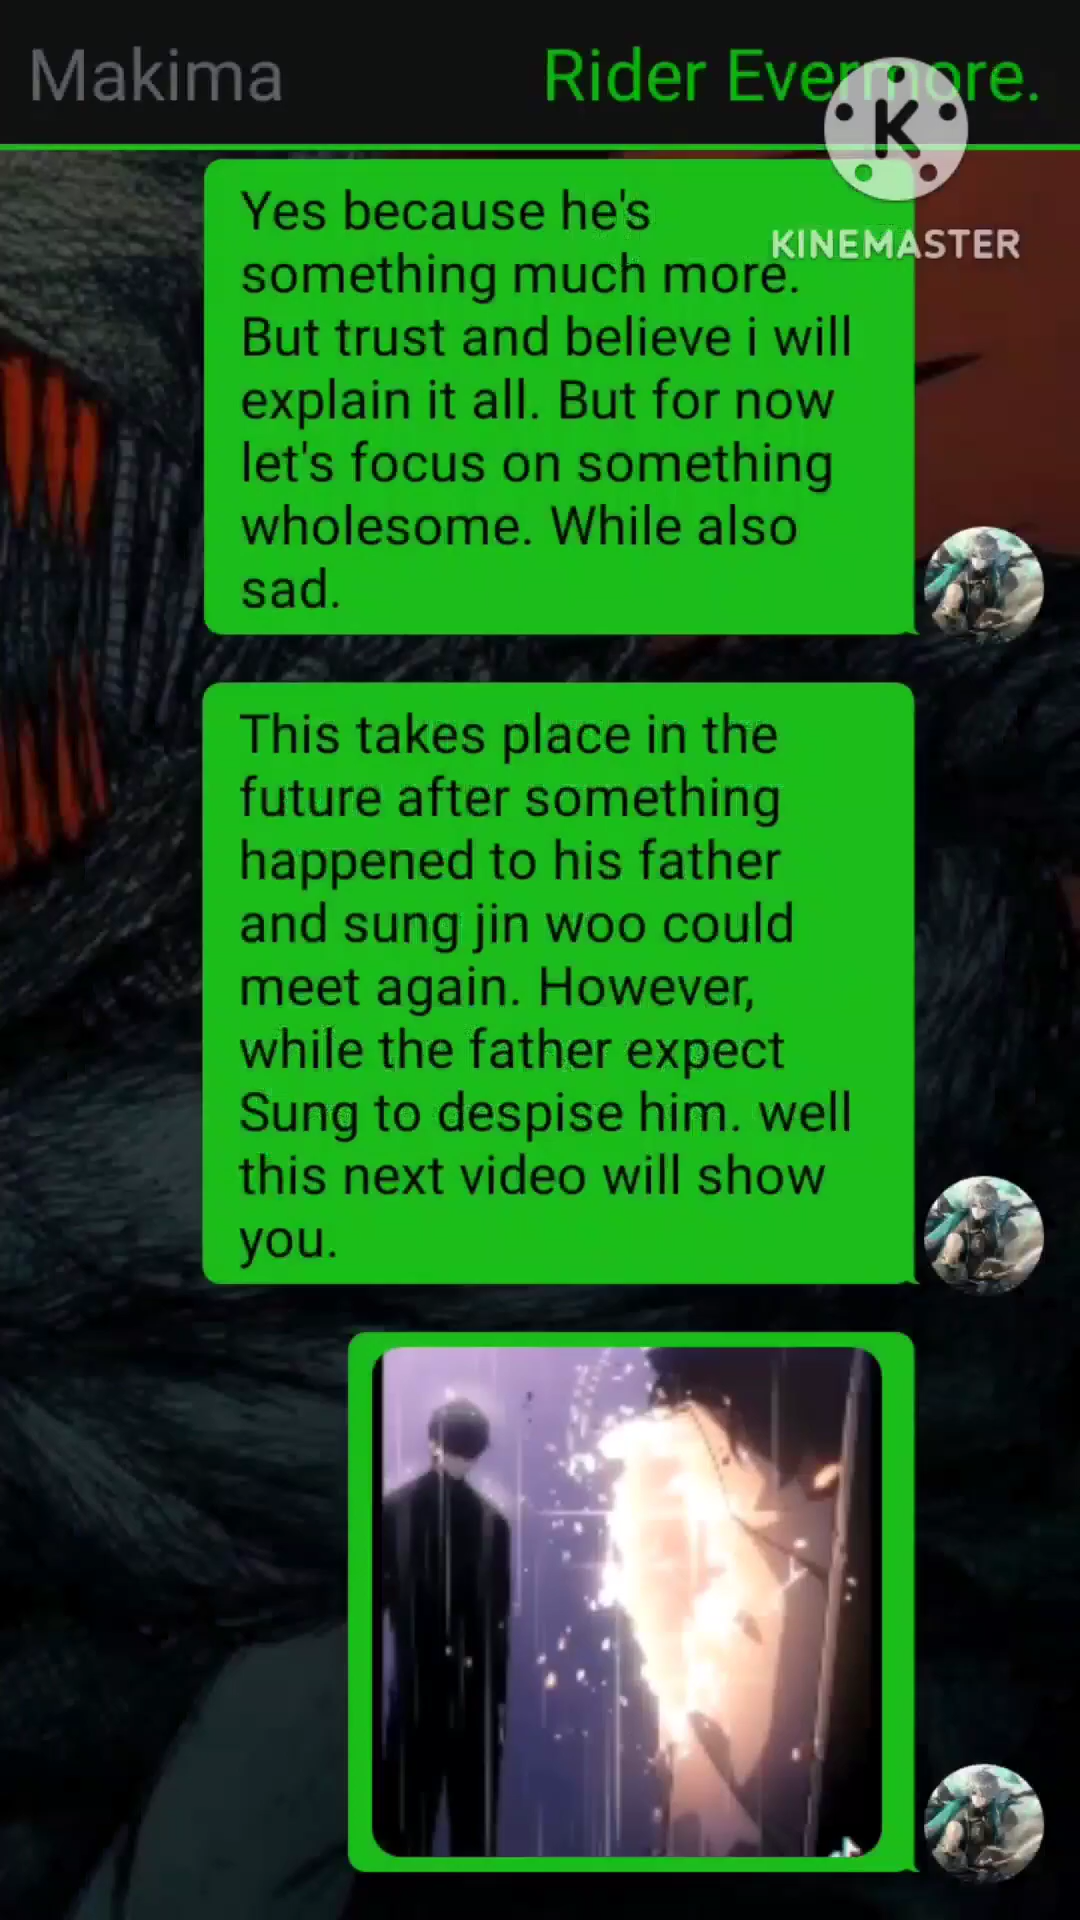 Makima
Rider Evermore.
K
KINEMASTER
Yes because he's
something much more.
But trust and believe i will
explain it all. But for now
let's focus on something
wholesome. While also
sad.
This takes place in the
future after something
happened to his father
and sung jin woo could
meet again. However,
while the father expect
Sung to despise him. well
this next video will show
you.